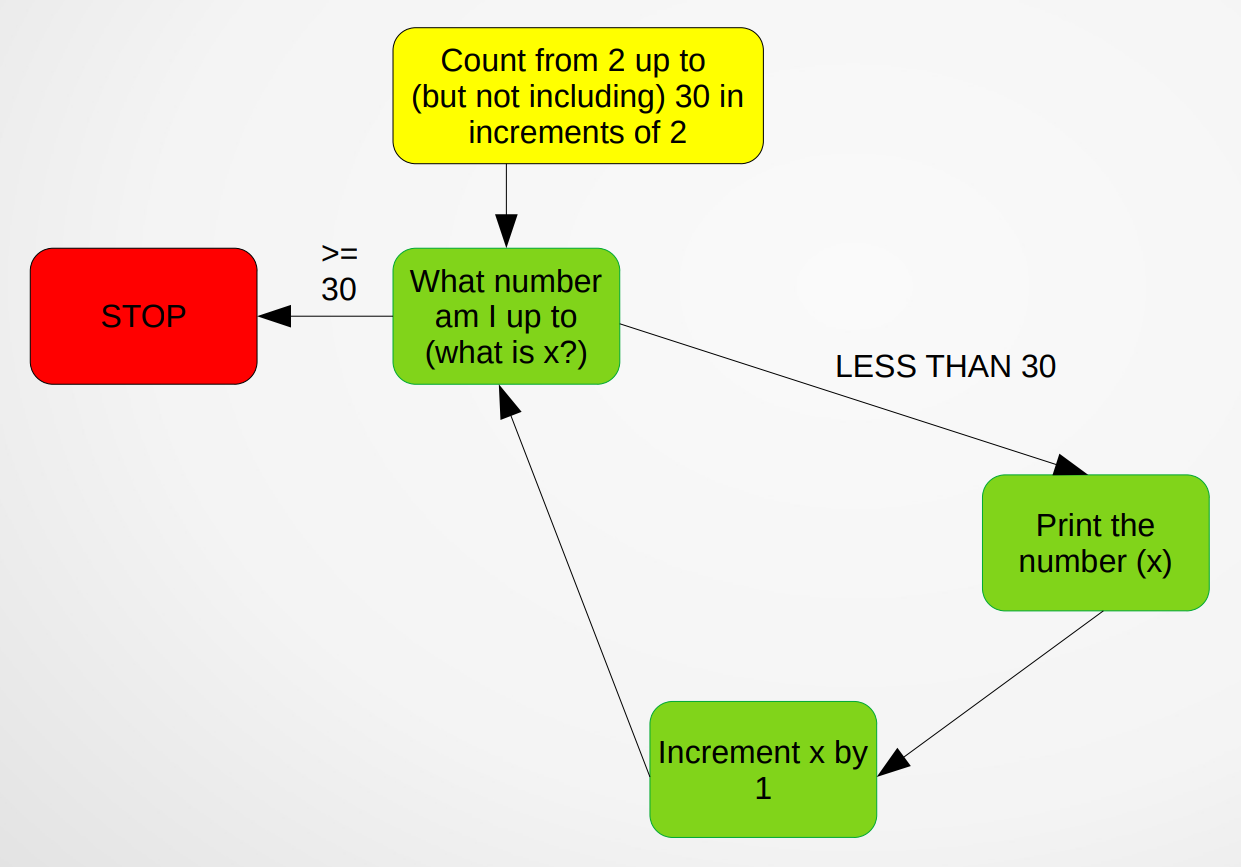 Count from 2 up to
(but not including) 30 in
increments of 2
>=
30
STOP
What number
am I up to
(what is x?)
LESS THAN 30
Print the
number (x)
Increment x by
1